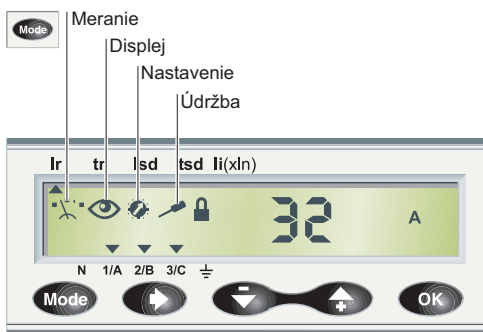 Mode
Meranie
Displej
Nastavenie
Údržba
Ir tr Isd tsd Ii(xIn)
32 A
N 1/A 2/B 3/C
Mode OK